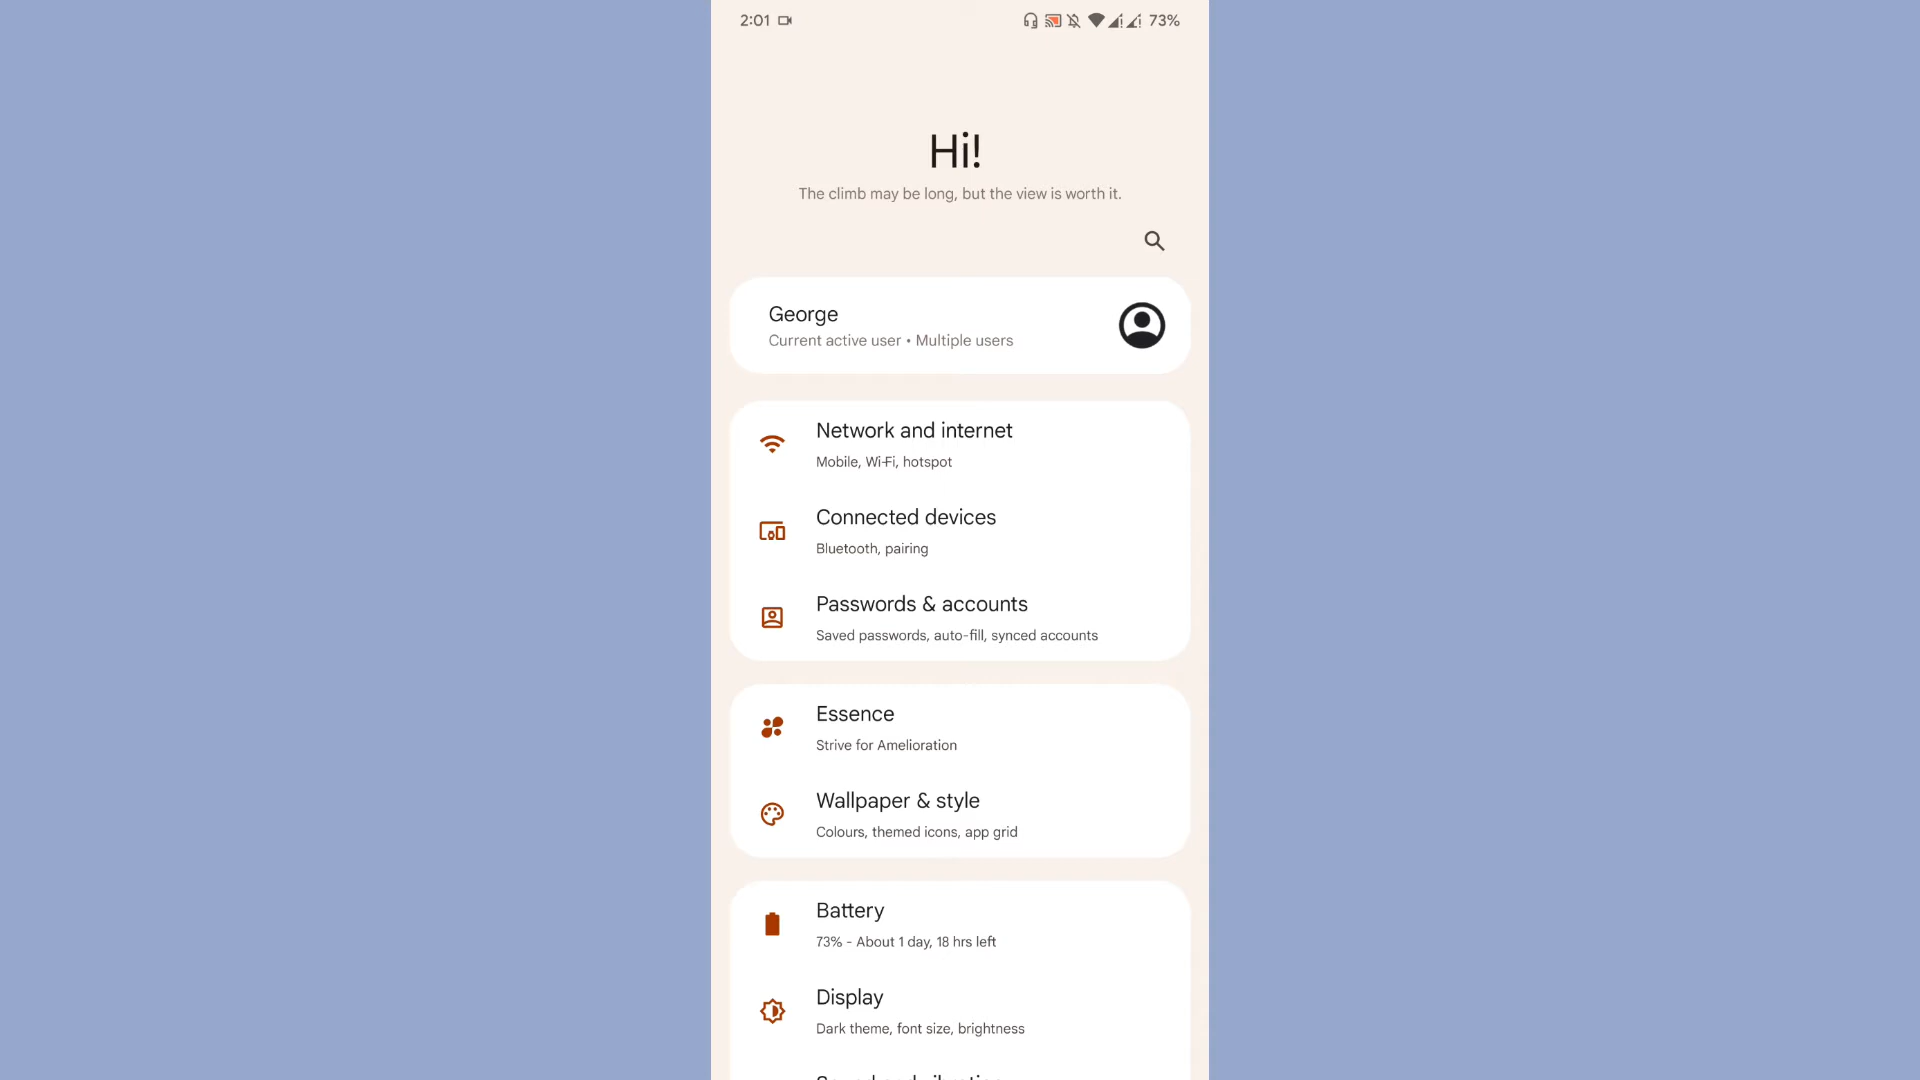 2:01 73%
Hi!
The climb may be long, but the view is worth it.
George
Current active user • Multiple users
Network and internet
Mobile, Wi-Fi, hotspot
Connected devices
Bluetooth, pairing
Passwords & accounts
Saved passwords, auto-fill, synced accounts
Essence
Strive for Amelioration
Wallpaper & style
Colours, themed icons, app grid
Battery
73% - About 1 day, 18 hrs left
Display
Dark theme, font size, brightness